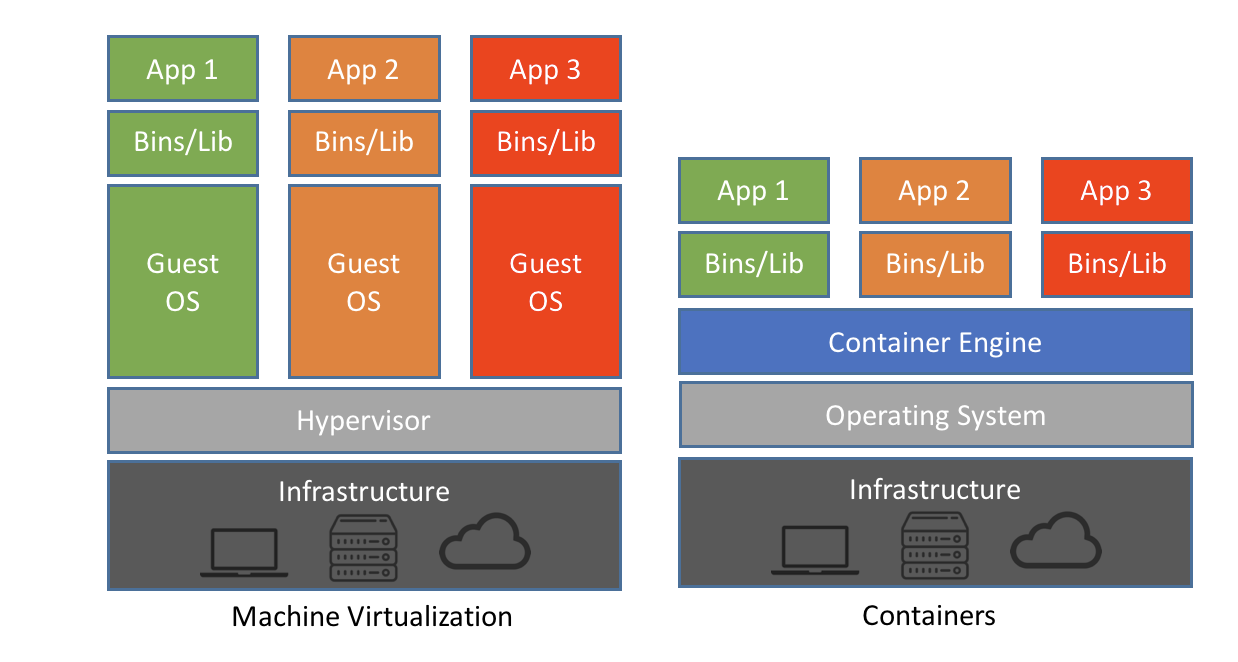 App 1
App 2
App 3
Bins/Lib
Bins/Lib
Bins/Lib
Guest
OS
Guest
OS
Guest
OS
Hypervisor
Infrastructure
Machine Virtualization
App 1
App 2
App 3
Bins/Lib
Bins/Lib
Bins/Lib
Container Engine
Operating System
Infrastructure
Containers